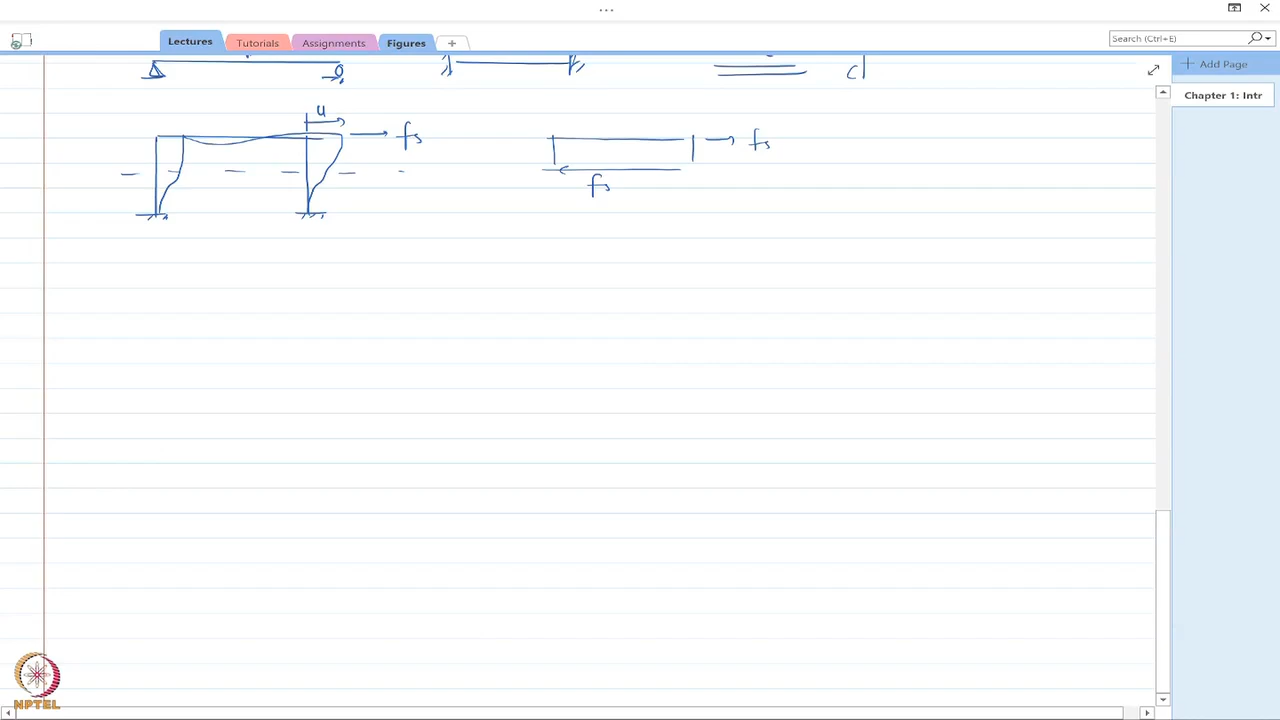 Lectures
Tutorials
Assignments
Figures
Search (Ctrl+E)
Add Page
Chapter 1: Intr
u
fs
fs
fs
NPTEL